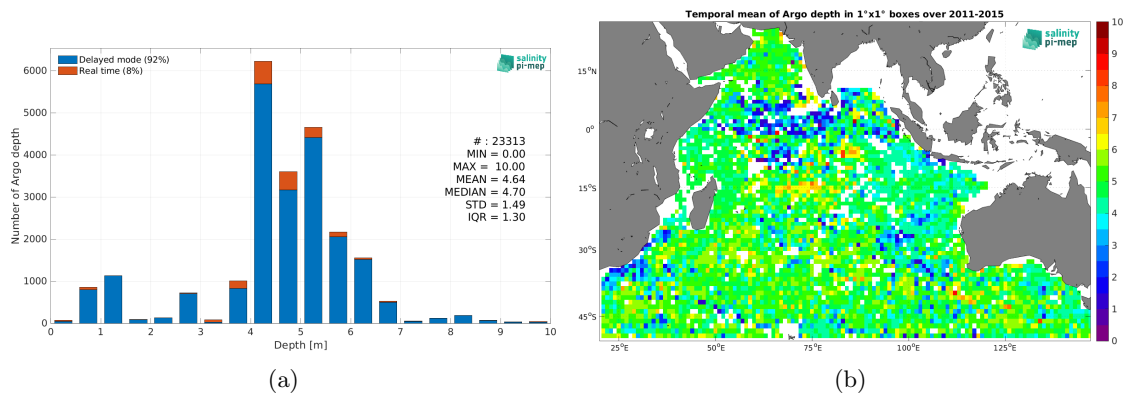 Delayed mode (92%)
Real time (8%)
salinity
pi-mep
6000
5000
4000
3000
2000
1000
0
Number of Argo depth
# : 23313
MIN = 0.00
MAX = 10.00
MEAN = 4.64
MEDIAN = 4.70
STD = 1.49
IQR = 1.30
0 1 2 3 4 5 6 7 8 9 10
Depth [m]
(a)
Temporal mean of Argo depth in 1°x1° boxes over 2011-2015
salinity
pi-mep
15°N
0°
15°S
30°S
45°S
25°E 50°E 75°E 100°E 125°E
10
9
8
7
6
5
4
3
2
1
0
(b)